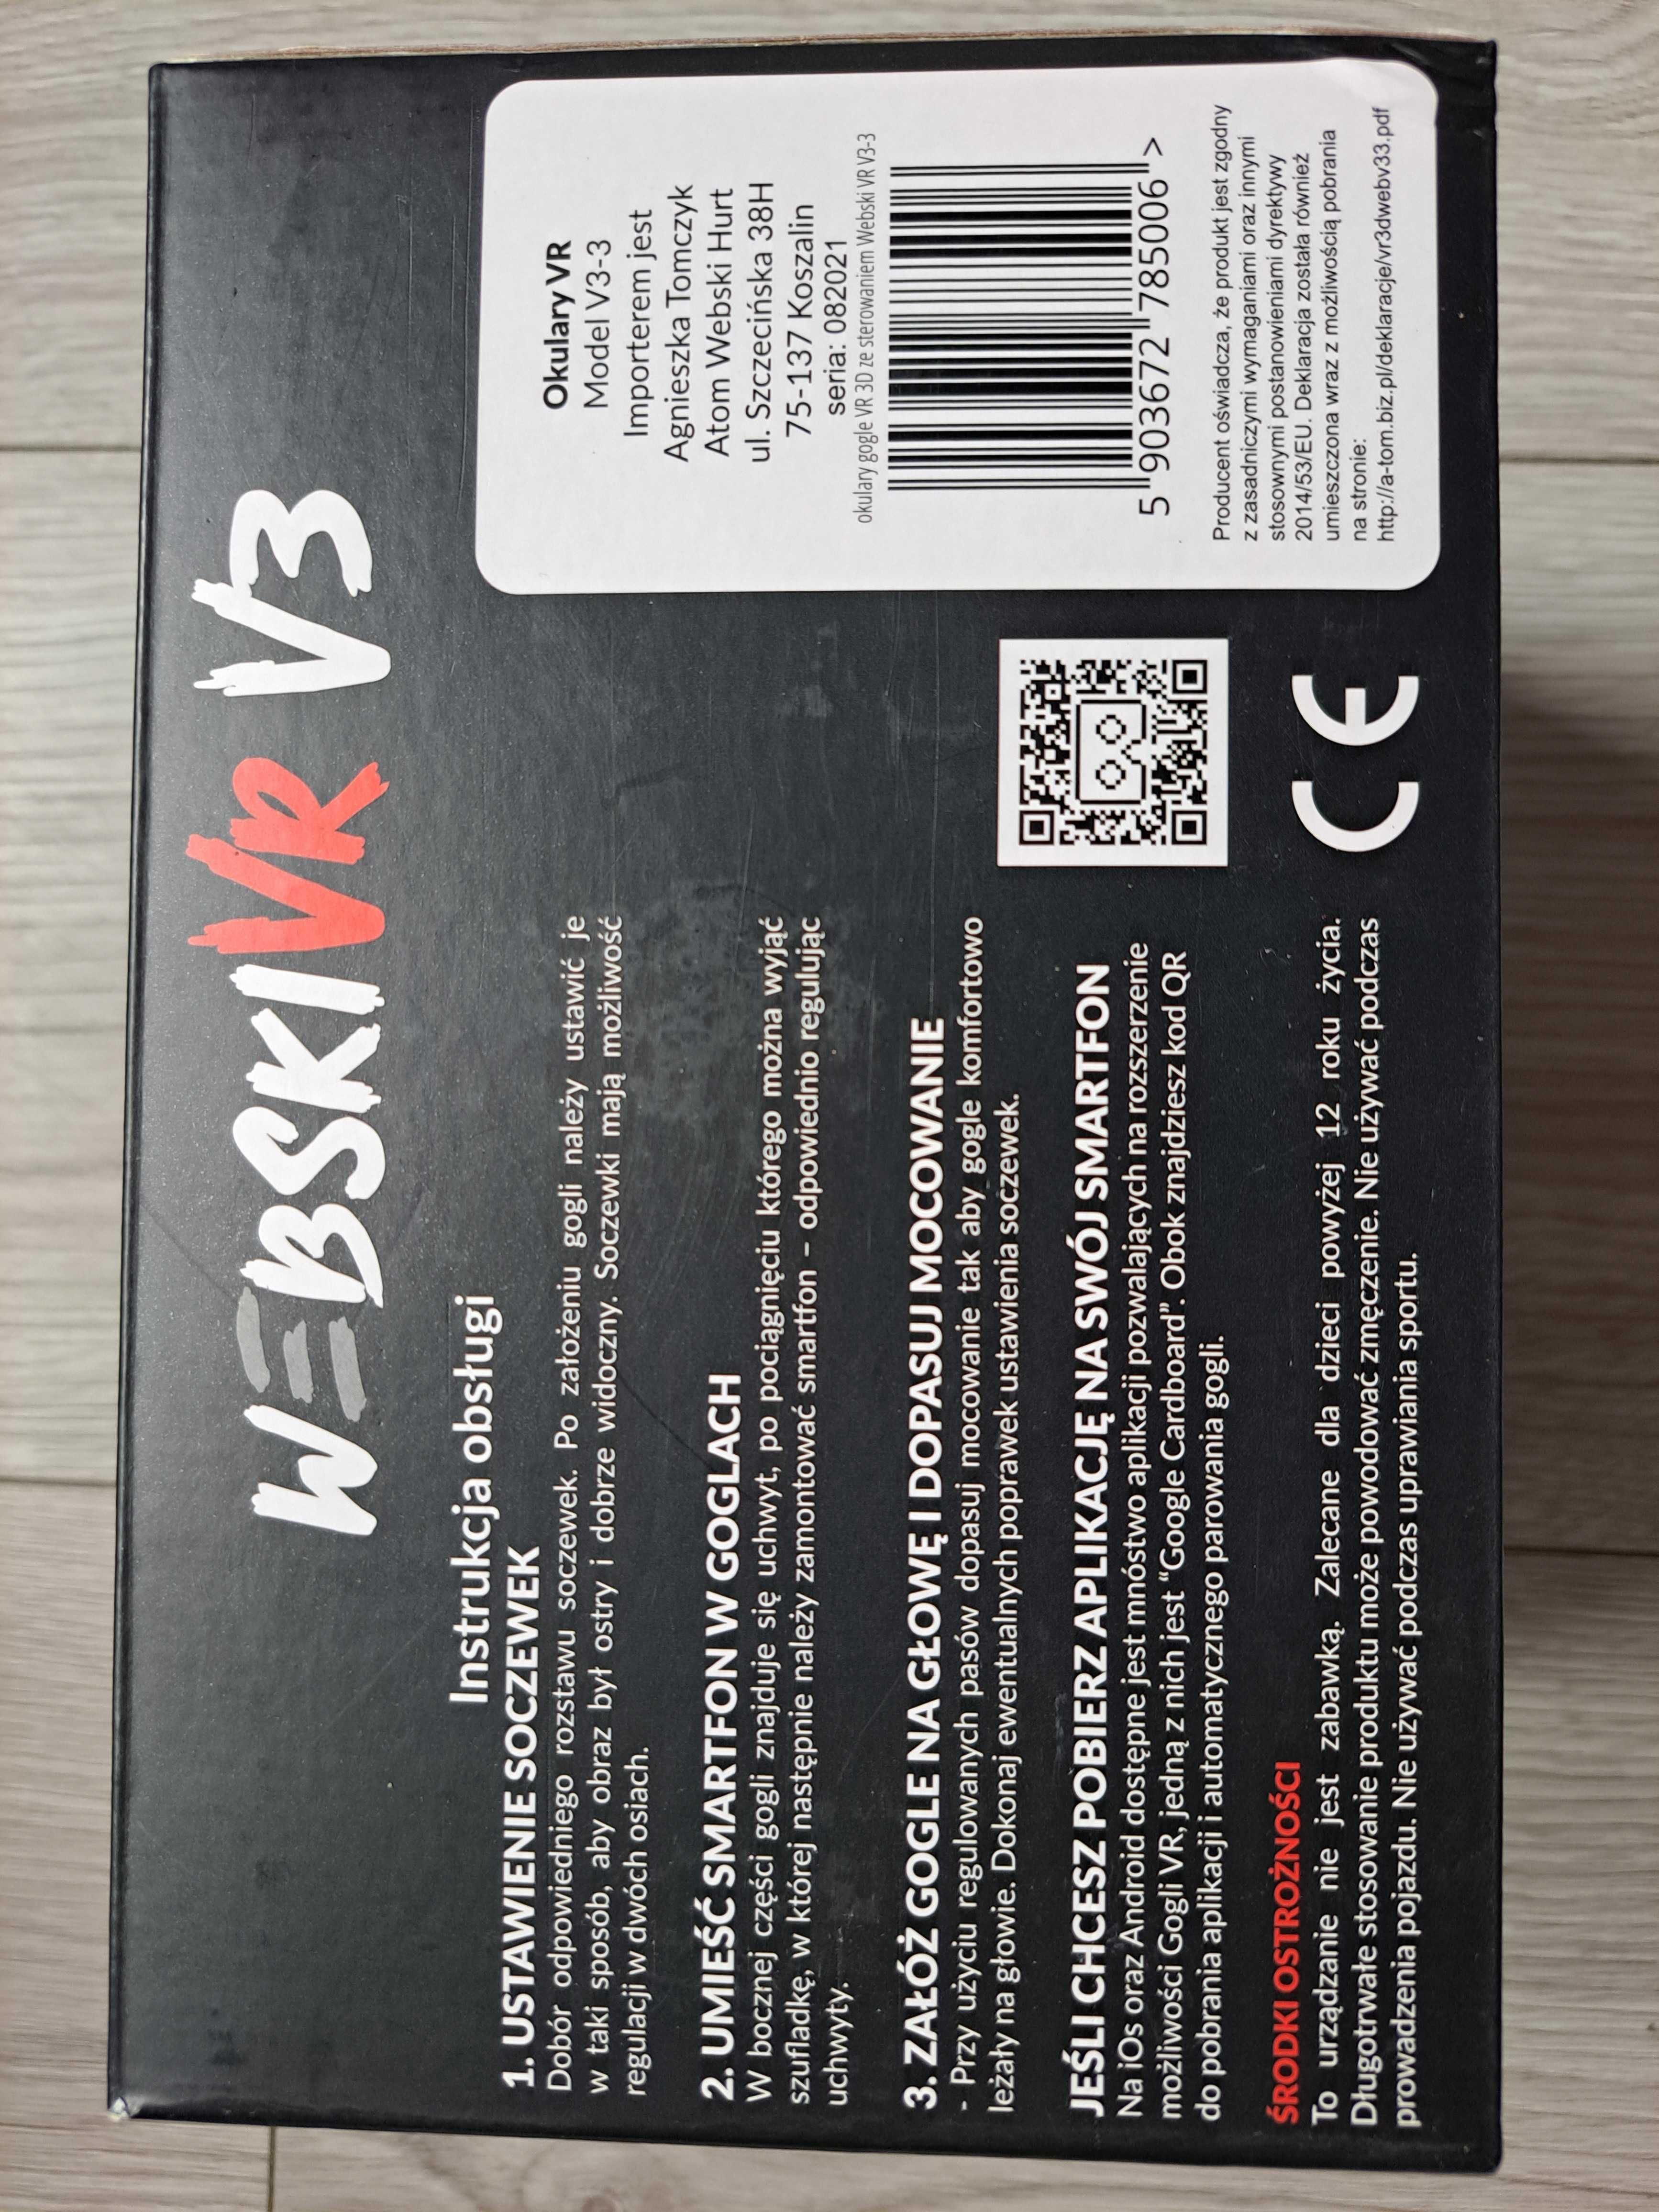 WEBSKI VR V3
Instrukcja obsługi
1. USTAWIENIE SOCZEWEK
Dobór odpowiedniego rozstawu soczewek. Po założeniu gogli należy ustawić je
w taki sposób, aby obraz był ostry i dobrze widoczny. Soczewki mają możliwość
regulacji w dwóch osiach.
2. UMIEŚĆ SMARTFON W GOGLACH
W bocznej części gogli znajduje się uchwyt, po pociągnięciu którego można wyjąć
szufladkę, w której następnie należy zamontować smartfon – odpowiednio regulując
uchwyty.
3. ZAŁÓŻ GOGLE NA GŁOWĘ I DOPASUJ MOCOWANIE
- Przy użyciu regulowanych pasów dopasuj mocowanie tak aby gogle komfortowo
leżały na głowie. Dokonaj ewentualnych poprawek ustawienia soczewek.
JEŚLI CHCESZ POBIERZ APLIKACJĘ NA SWÓJ SMARTFON
Na iOs oraz Android dostępne jest mnóstwo aplikacji pozwalających na rozszerzenie
możliwości Gogli VR, jedną z nich jest “Google Cardboard”. Obok znajdziesz kod QR
do pobrania aplikacji i automatycznego parowania gogli.
ŚRODKI OSTROŻNOŚCI
To urządzanie nie jest zabawką. Zalecane dla dzieci powyżej 12 roku życia.
Długotrwałe stosowanie produktu może powodować zmęczenie. Nie używać podczas
prowadzenia pojazdu. Nie używać podczas uprawiania sportu.
CE
Okulary VR
Model V3-3
Importerem jest
Agnieszka Tomczyk
Atom Webski Hurt
ul. Szczecińska 38H
75-137 Koszalin
seria: 082021
okulary gogle VR 3D ze sterowaniem Webski VR V3-3
5 903672 785006 >
Producent oświadcza, że produkt jest zgodny
z zasadniczymi wymaganiami oraz innymi
stosownymi postanowieniami dyrektywy
2014/53/EU. Deklaracja została również
umieszczona wraz z możliwością pobrania
na stronie:
http://a-tom.biz.pl/deklaracje/vr3dwebv33.pdf